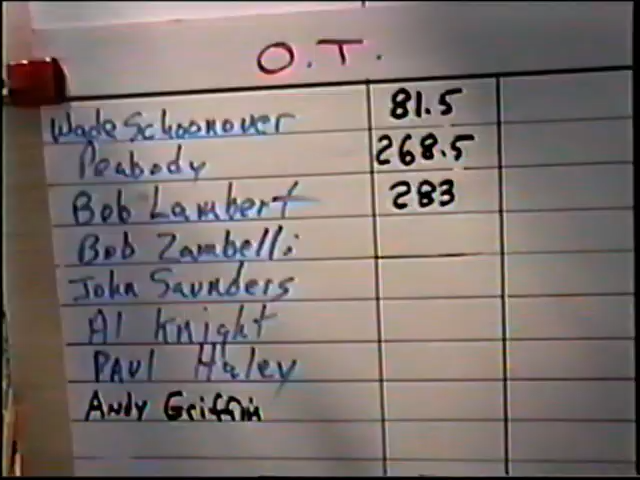 O.T.
Wade Schoonover 81.5
Peabody 268.5
Bob Lambert 283
Bob Zambelli
John Saunders
Al Knight
PAUL Haley
Andy Griffin